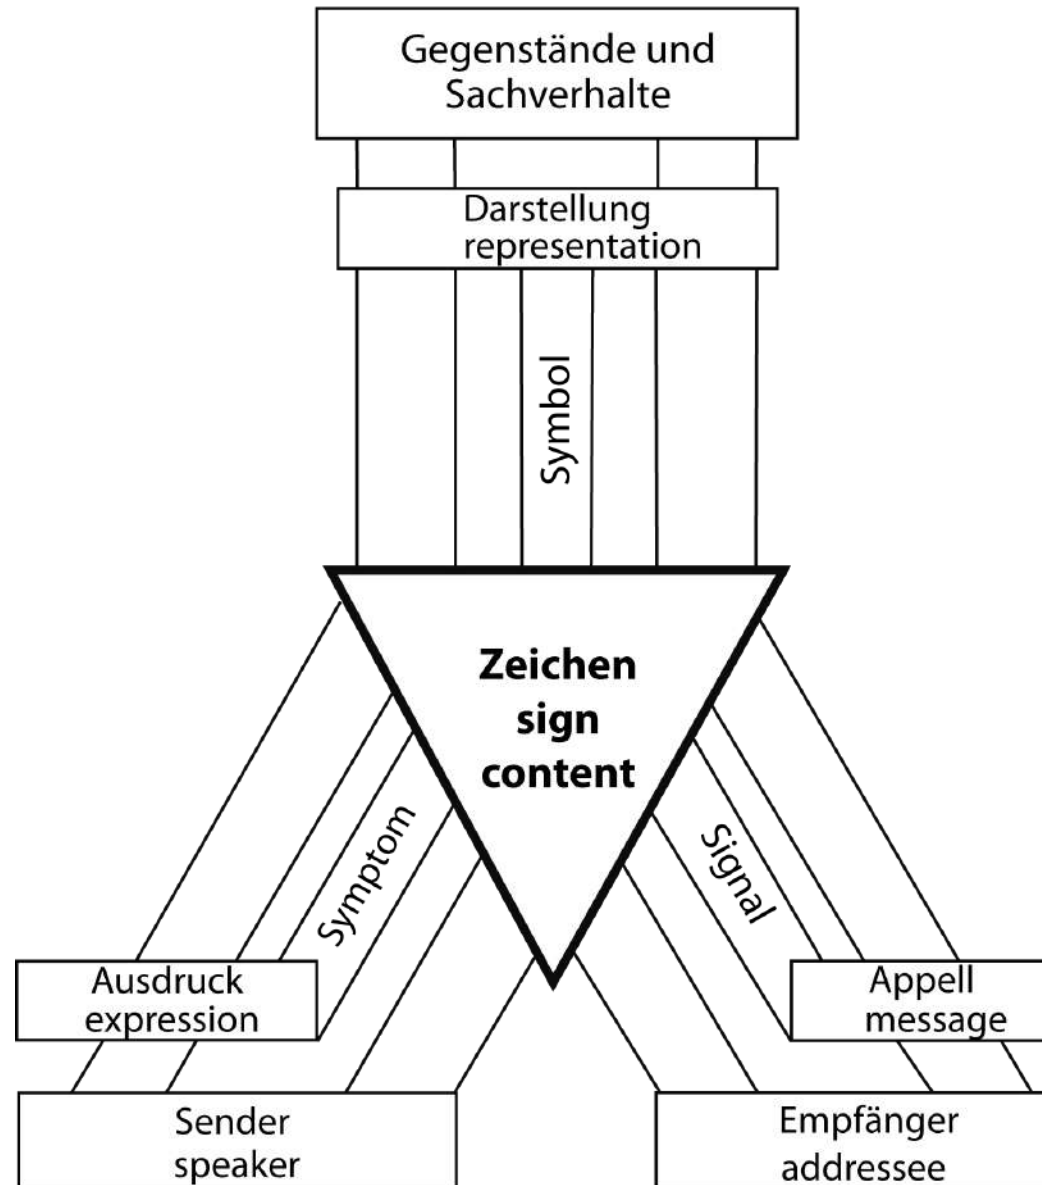 Gegenstände und
Sachverhalte
Darstellung
representation
Symbol
Zeichen
sign
content
Symptom
Signal
Ausdruck
expression
Appell
message
Sender
speaker
Empfänger
addressee